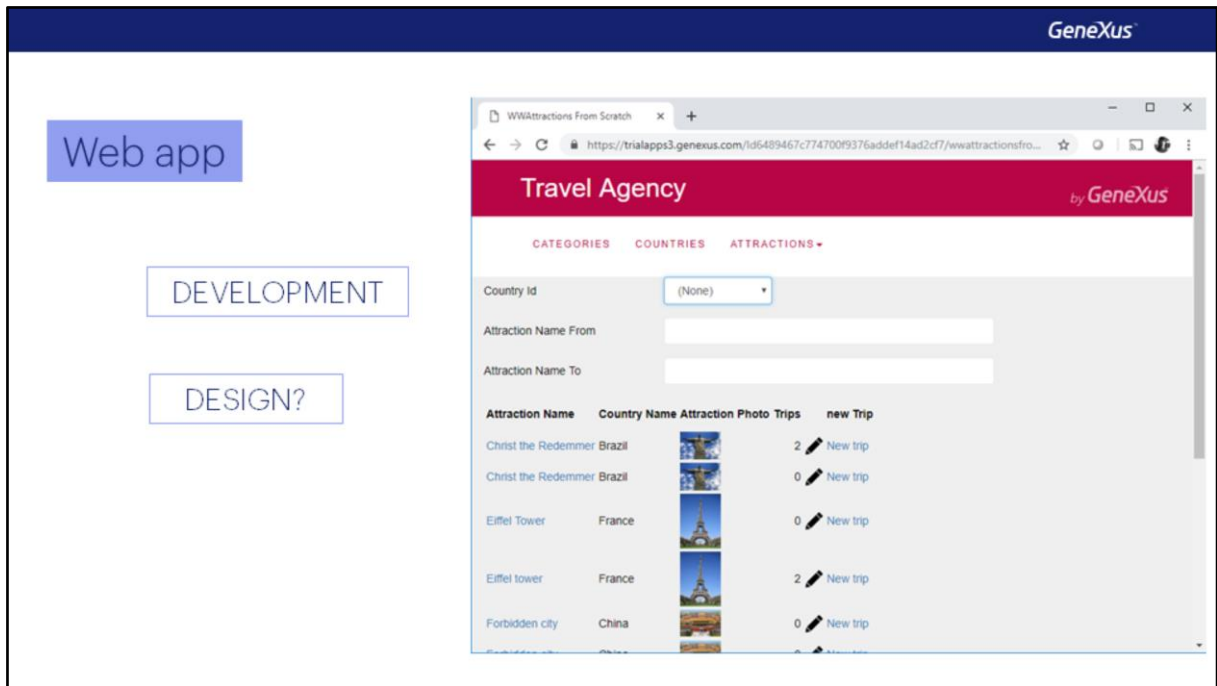 GeneXus™
Web app
DEVELOPMENT
DESIGN?
WWAttractions From Scratch
https://trialapps3.genexus.com/Id6489467c774700f9376addef14ad2cf7/wwattractionsfro...
Travel Agency
by GeneXus
CATEGORIES COUNTRIES ATTRACTIONS
Country Id (None)
Attraction Name From
Attraction Name To
Attraction Name Country Name Attraction Photo Trips new Trip
Christ the Redemmer Brazil 2 New trip
Christ the Redemmer Brazil 0 New trip
Eiffel Tower France 0 New trip
Eiffel tower France 2 New trip
Forbidden city China 0 New trip